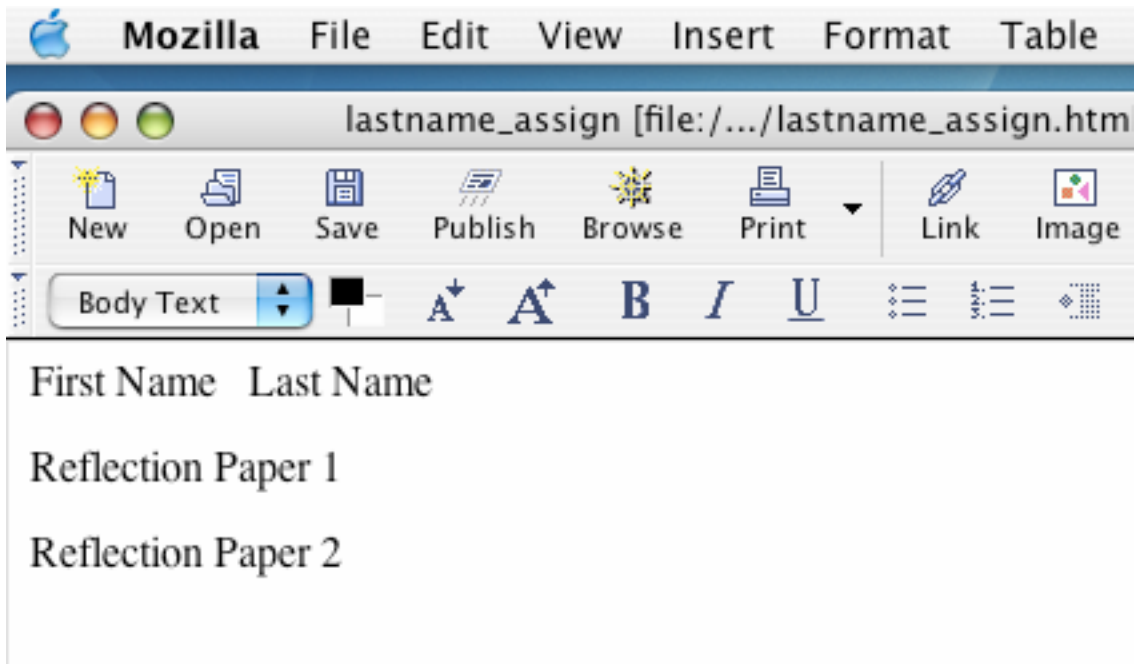 Mozilla File Edit View Insert Format Table
lastname_assign [file:/.../lastname_assign.html
New Open Save Publish Browse Print Link Image
Body Text A A B I U
First Name Last Name
Reflection Paper 1
Reflection Paper 2